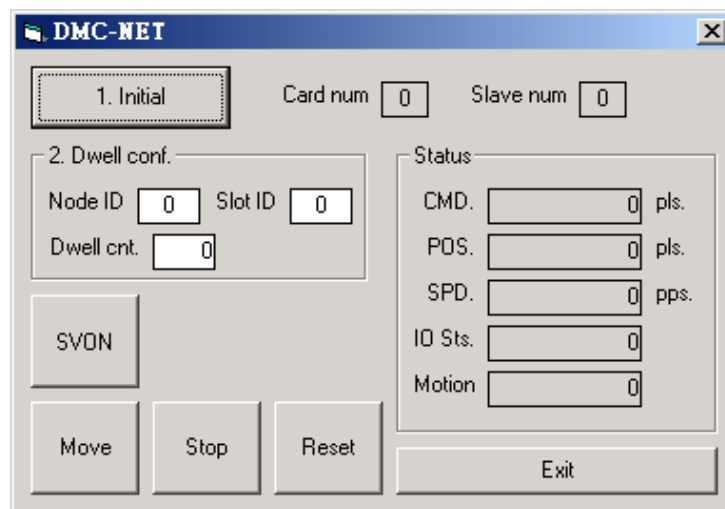 DMC-NET
1. Initial Card num 0 Slave num 0
2. Dwell conf.
Node ID 0 Slot ID 0
Dwell cnt. 0
Status
CMD. 0 pls.
POS. 0 pls.
SPD. 0 pps.
IO Sts. 0
Motion 0
SVON
Move Stop Reset
Exit